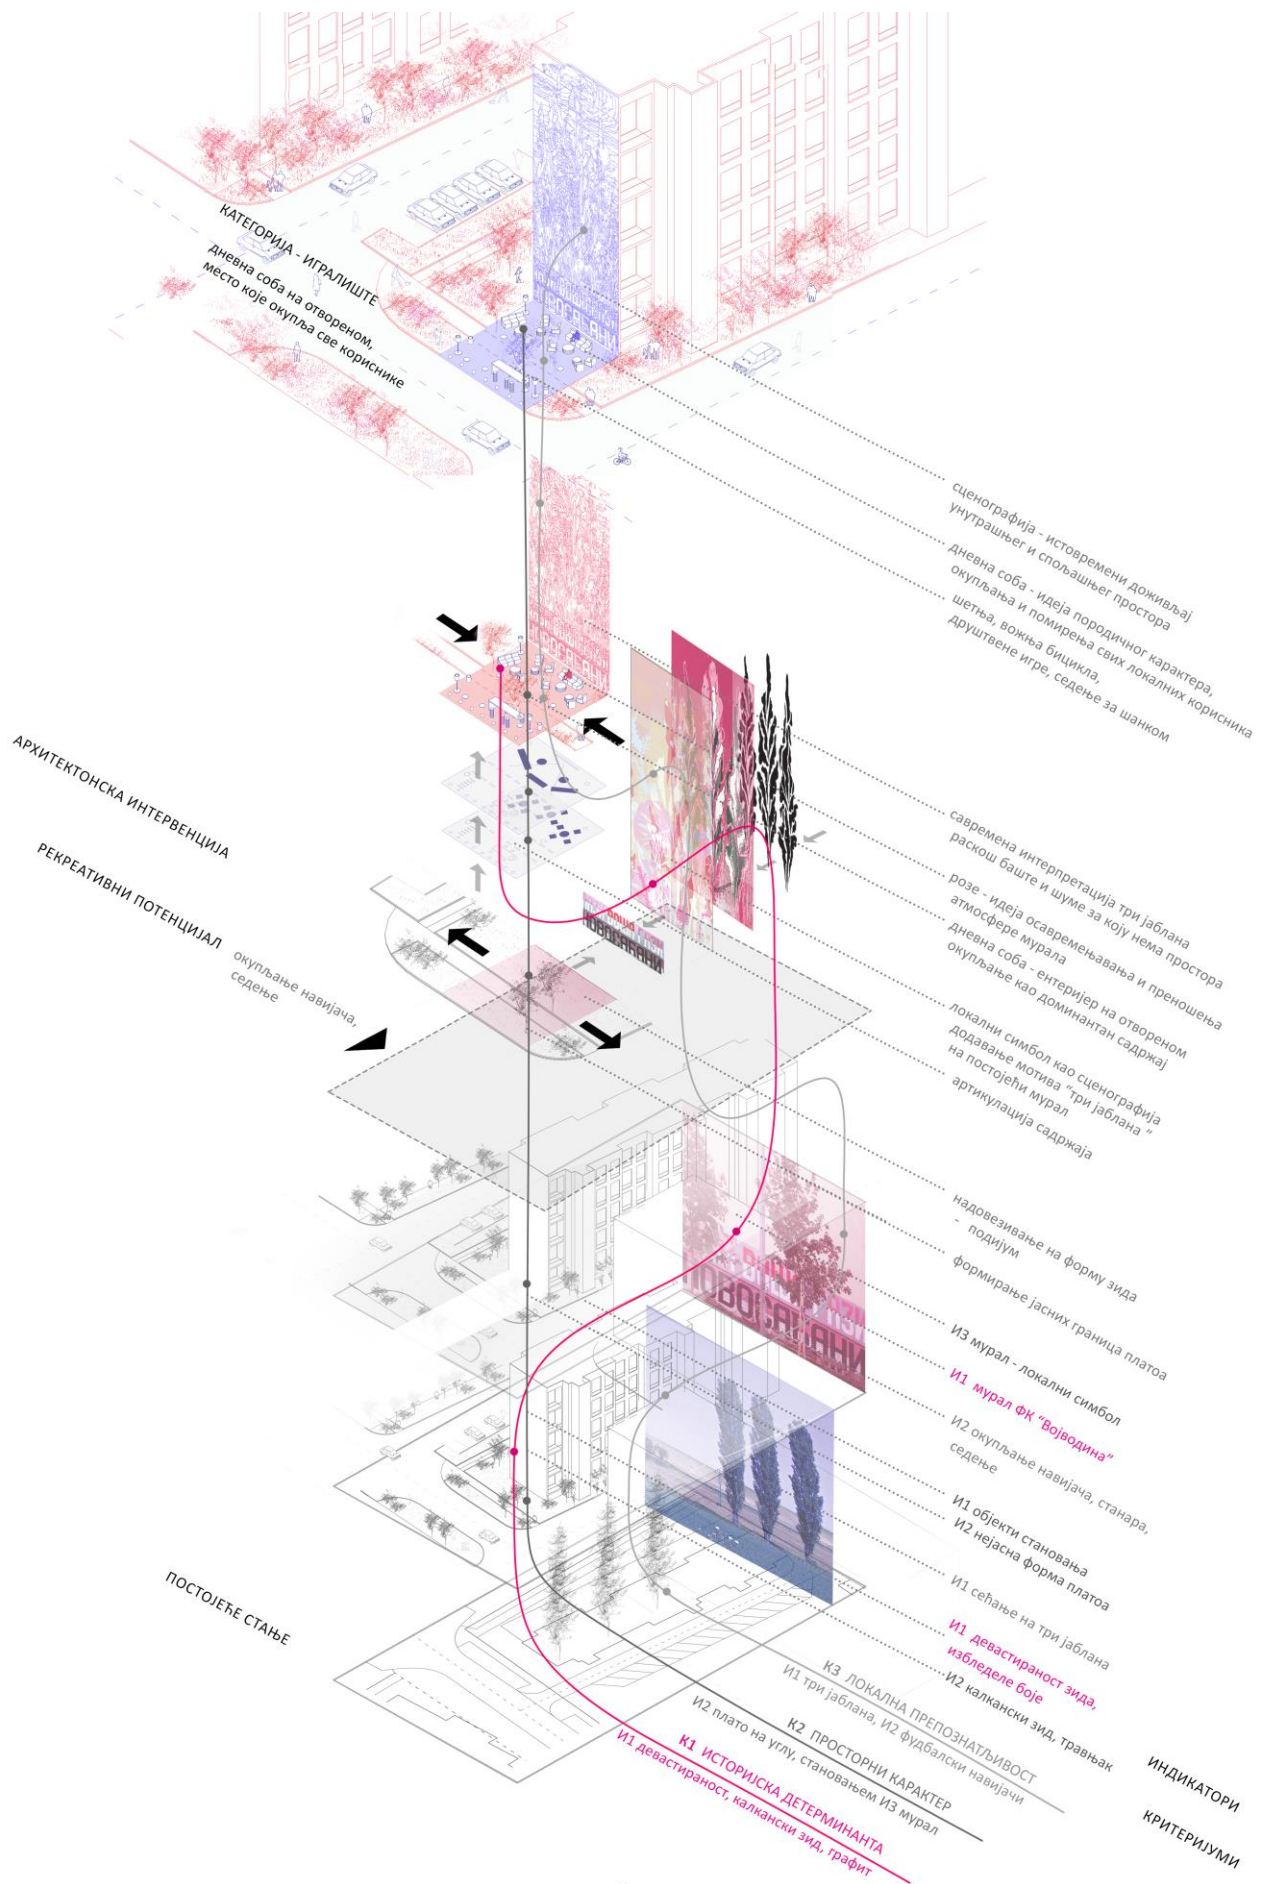 КАТЕГОРИЈА - ИГРАЛИШТЕ
дневна соба на отвореном,
место које окупља све кориснике
сценографија - истовремени доживљај
унутрашњег и спољашњег простора
дневна соба - идеја породичног карактера,
окупљања и помирења свих локалних корисника
шетња, вожња бицикла,
друштвене игре, седење за шанком
АРХИТЕКТОНСКА ИНТЕРВЕНЦИЈА
РЕКРЕАТИВНИ ПОТЕНЦИЈАЛ
окупљање навијача,
седење
савремена интерпретација три јаблана
раскош баште и шуме за коју нема простора
розе - идеја осавремењавања и преношења
атмосфере мурала
дневна соба - ентеријер на отвореном
окупљање као доминантан садржај
локални симбол као сценографија
додавање мотива "три јаблана "
на постојећи мурал
артикулација садржаја
надовезивање на форму зида
- подијум
формирање јасних граница платоа
И3 мурал - локални симбол
И1 мурал ФК "Војводина"
И2 окупљање навијача, станара,
седење
И1 објекти становања
И2 нејасна форма платоа
И1 сећање на три јаблана
И1 девастираност зида,
избледеле боје
И2 калкански зид, травњак
ПОСТОЈЕЋЕ СТАЊЕ
К3 ЛОКАЛНА ПРЕПОЗНАТЉИВОСТ
И1 три јаблана, И2 фудбалски навијачи
К2 ПРОСТОРНИ КАРАКТЕР
И2 плато на углу, становањем И3 мурал
К1 ИСТОРИЈСКА ДЕТЕРМИНАНТА
И1 девастираност, калкански зид, графит
ИНДИКАТОРИ
КРИТЕРИЈУМИ